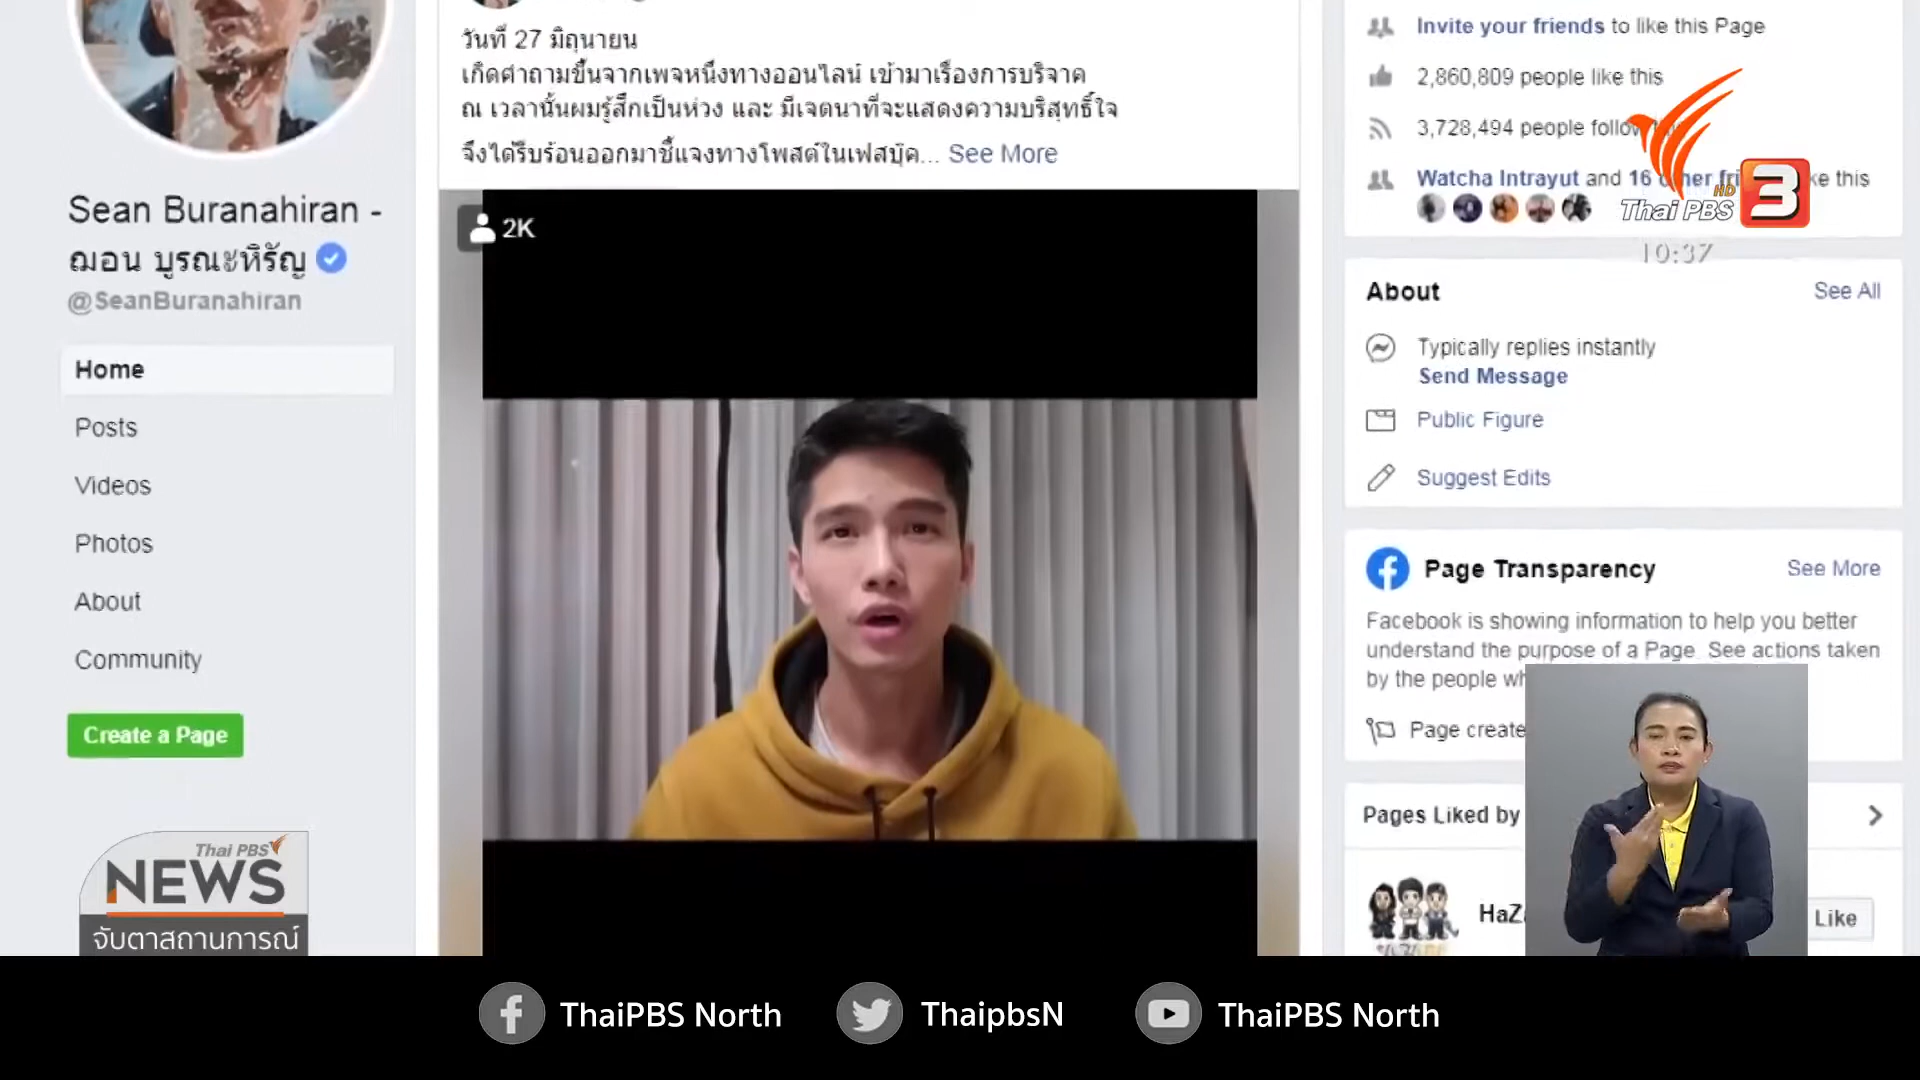 Sean Buranahiran -
ฌอน บูรณะหิรัญ
@SeanBuranahiran
Home
Posts
Videos
Photos
About
Community
Create a Page
วันที่ 27 มิถุนายน
เกิดคำถามขึ้นจากเพจหนึ่งทางออนไลน์ เข้ามาเรื่องการบริจาค
ณ เวลานั้นผมรู้สึกเป็นห่วง และ มีเจตนาที่จะแสดงความบริสุทธิ์ใจ
จึงได้รีบร้อนออกมาชี้แจงทางโพสต์ในเฟสบุ๊ค... See More
2K
Invite your friends to like this Page
2,860,809 people like this
3,728,494 people follow
Watcha Intrayut and 16 other fri ke this
Thai PBS HD 3
10:37
About See All
Typically replies instantly
Send Message
Public Figure
Suggest Edits
Page Transparency See More
Facebook is showing information to help you better
understand the purpose of a Page. See actions taken
by the people wh
Page create
Pages Liked by
HaZ
Like
Thai PBS
NEWS
จับตาสถานการณ์
ThaiPBS North ThaipbsN ThaiPBS North